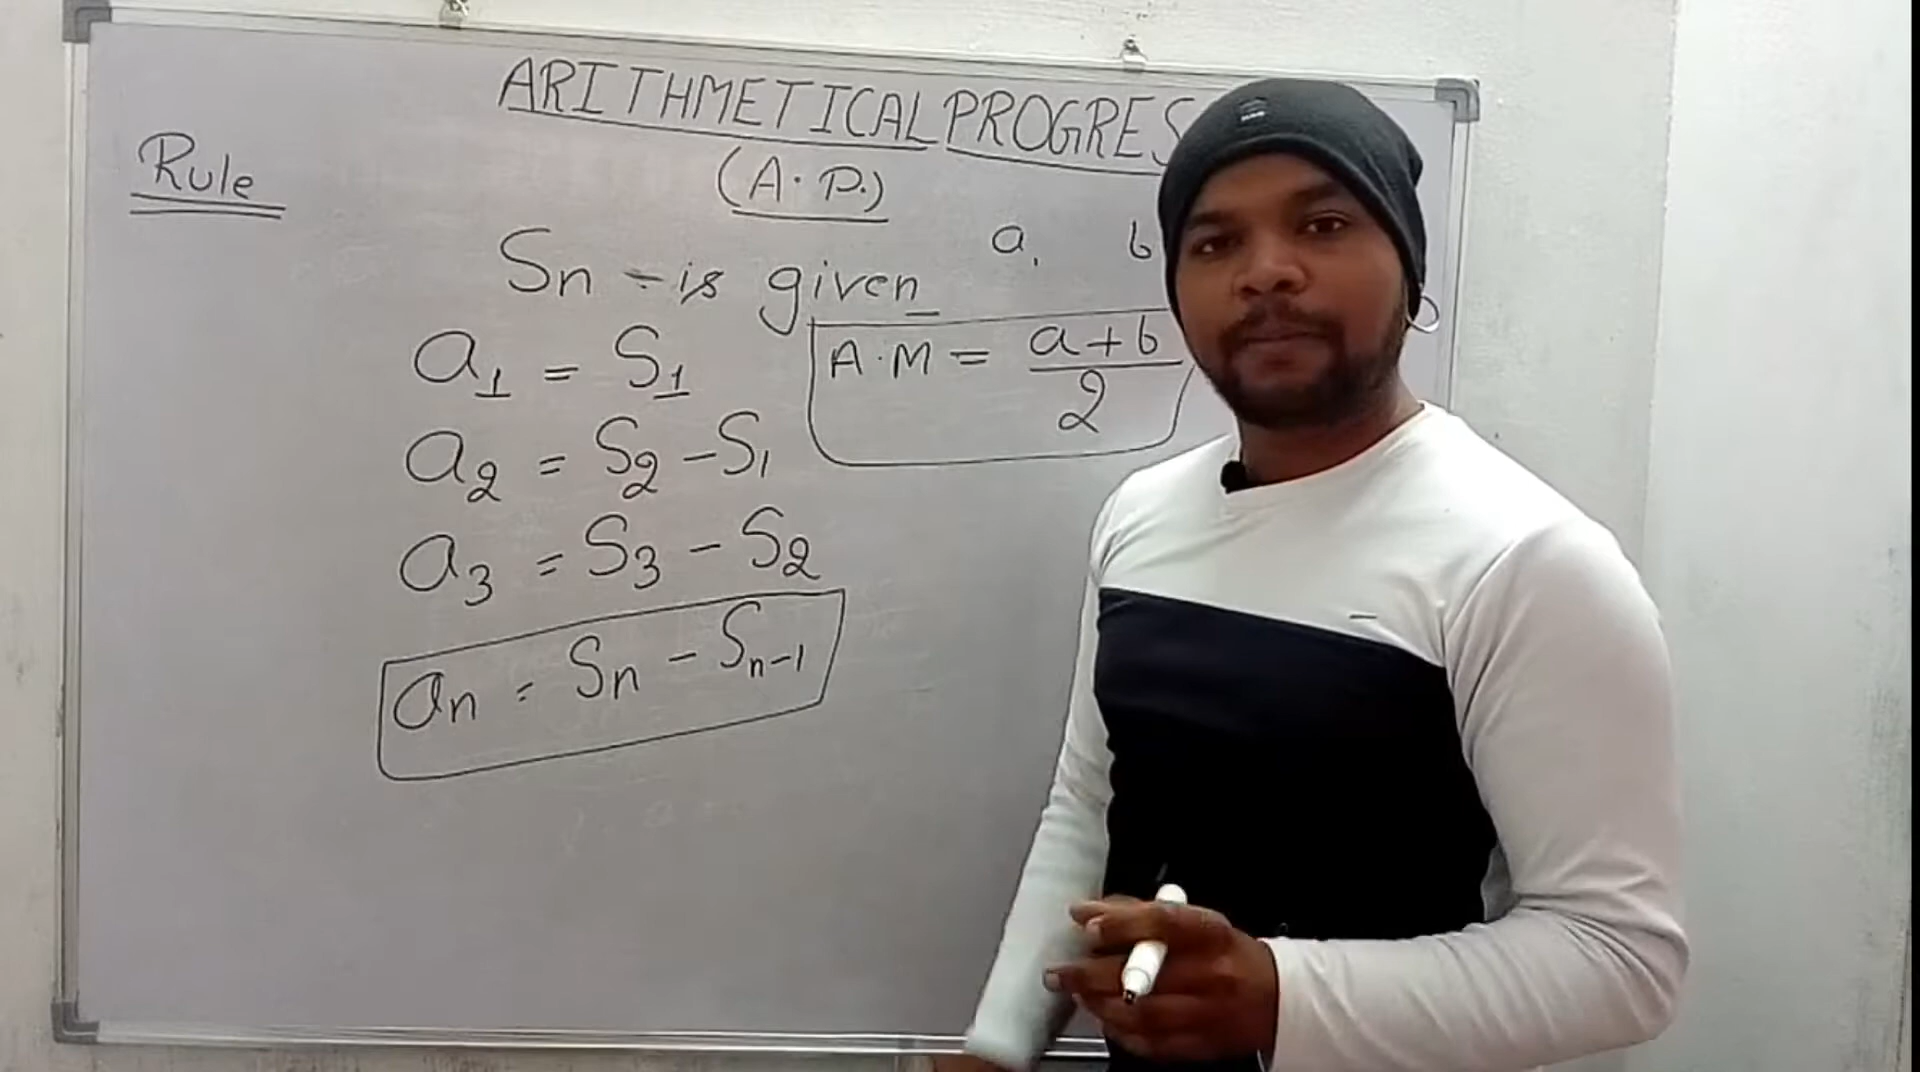 ARITHMETICAL PROGRES
(A.P.)
Rule
Sn - is given
a, b
a1 = S1
A.M = a+b
2
a2 = S2 - S1
a3 = S3 - S2
an = Sn - Sn-1